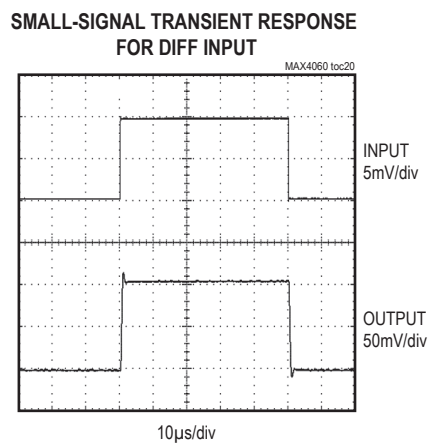 SMALL-SIGNAL TRANSIENT RESPONSE
FOR DIFF INPUT
MAX4060 toc20
INPUT
5mV/div
OUTPUT
50mV/div
10µs/div